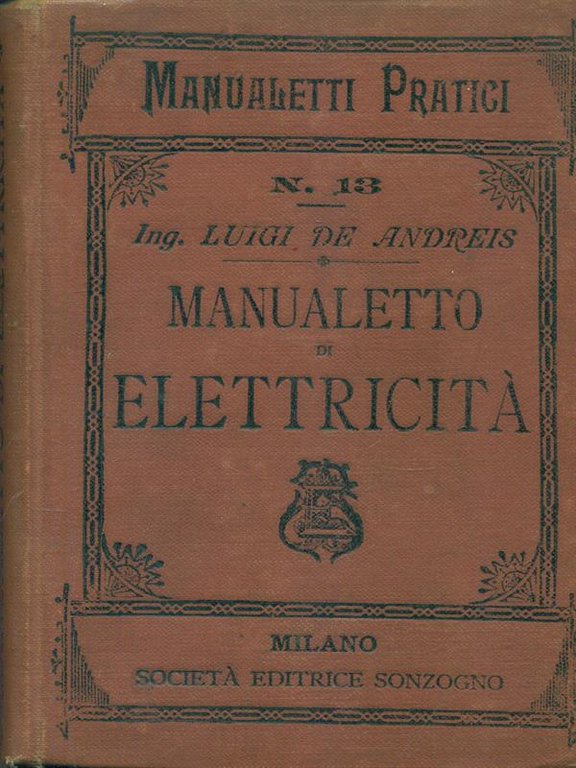 MANUALETTI PRATICI
N. 13
Ing. LUIGI DE ANDREIS
MANUALETTO
DI
ELETTRICITÀ
MILANO
SOCIETÀ EDITRICE SONZOGNO